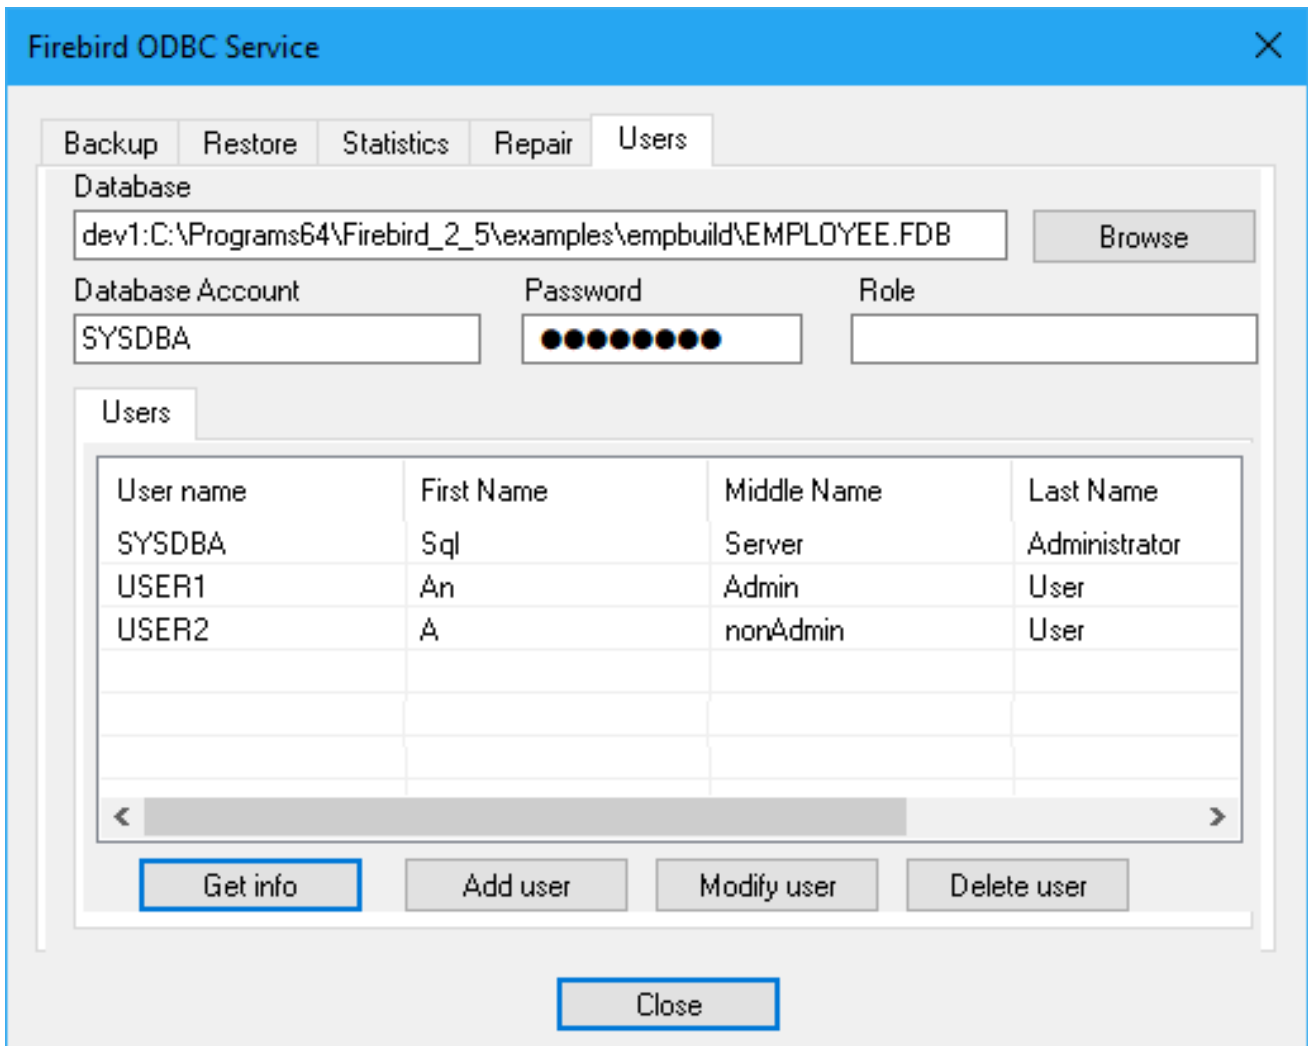 Firebird ODBC Service
Backup Restore Statistics Repair Users
Database
dev1:C:\Programs64\Firebird_2_5\examples\empbuild\EMPLOYEE.FDB Browse
Database Account Password Role
SYSDBA ●●●●●●●●
Users
User name First Name Middle Name Last Name
SYSDBA Sql Server Administrator
USER1 An Admin User
USER2 A nonAdmin User
Get info Add user Modify user Delete user
Close